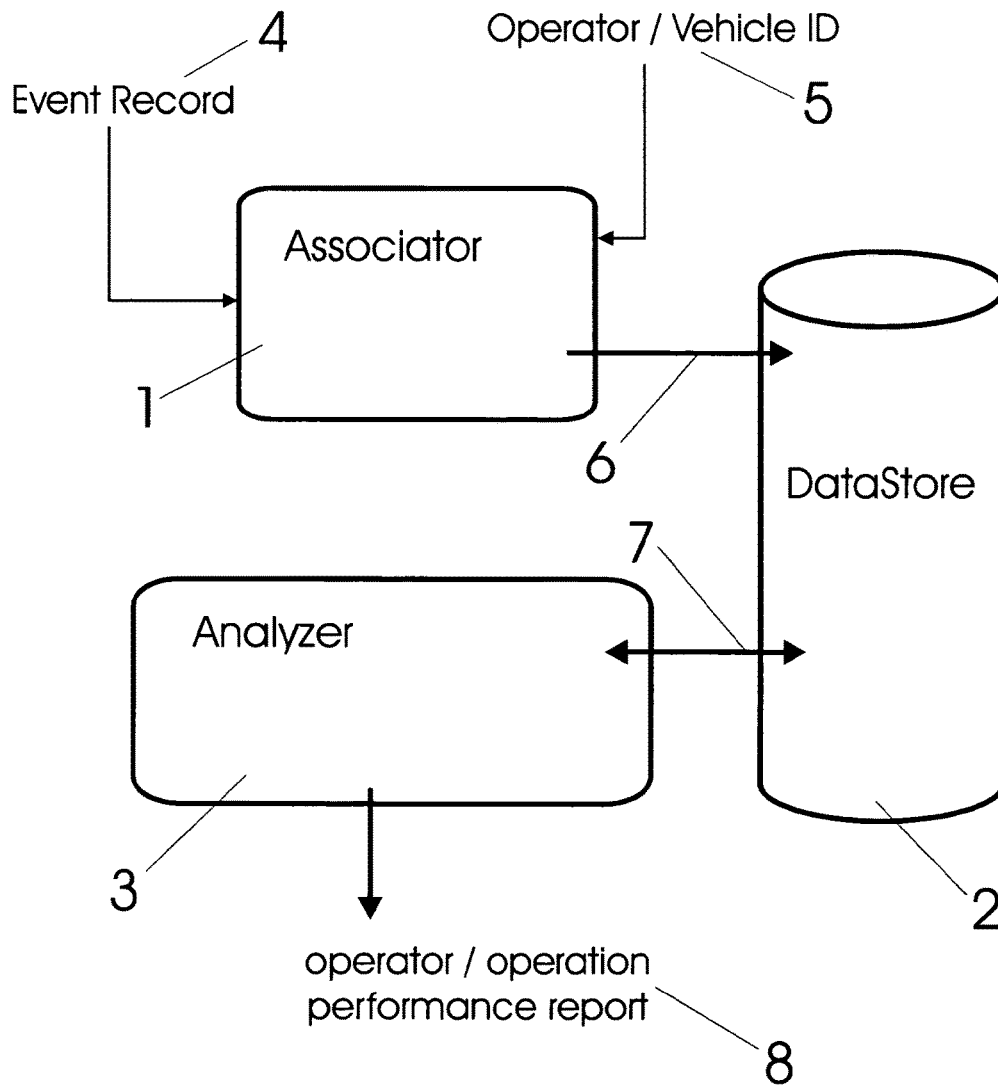 4
Operator / Vehicle ID
Event Record
5
Associator
1
6
DataStore
7
Analyzer
3
2
operator / operation
performance report
8